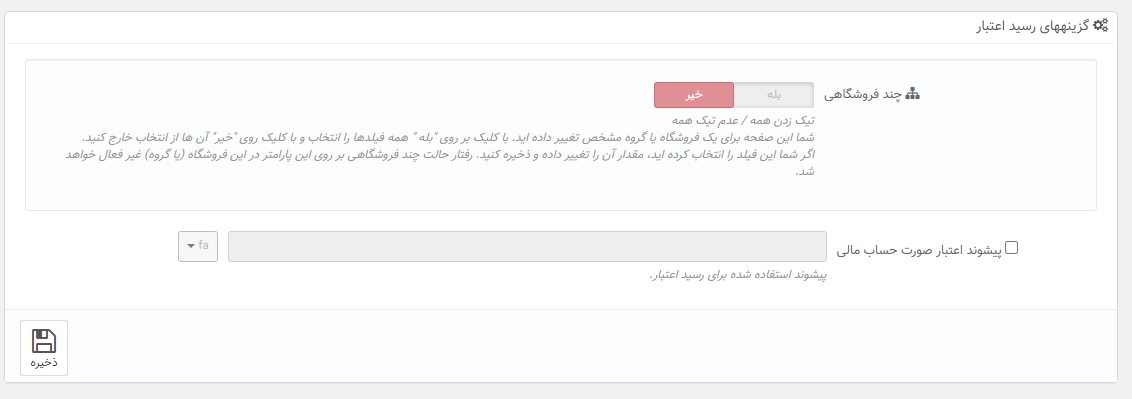 گزینههای رسید اعتبار
چند فروشگاهی
بله
خیر
تیک زدن همه / عدم تیک همه
شما این صفحه برای یک فروشگاه یا گروه مشخص تغییر داده اید. با کلیک بر روی "بله " همه فیلدها را انتخاب و با کلیک روی "خیر" آن ها از انتخاب خارج کنید.
اگر شما این فیلد را انتخاب کرده اید، مقدار آن را تغییر داده و ذخیره کنید. رفتار حالت چند فروشگاهی بر روی این پارامتر در این فروشگاه (یا گروه) غیر فعال خواهد
شد.
پیشوند اعتبار صورت حساب مالی
fa
پیشوند استفاده شده برای رسید اعتبار.
ذخیره